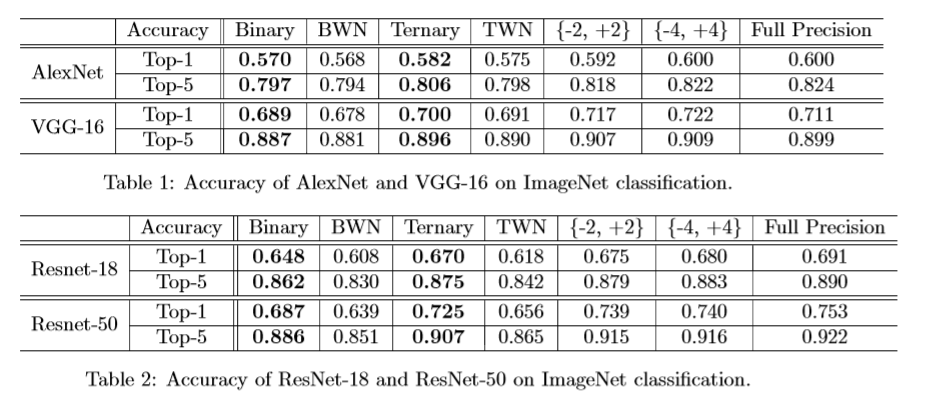 Accuracy Binary BWN Ternary TWN {-2, +2} {-4, +4} Full Precision
AlexNet Top-1 0.570 0.568 0.582 0.575 0.592 0.600 0.600
Top-5 0.797 0.794 0.806 0.798 0.818 0.822 0.824
VGG-16 Top-1 0.689 0.678 0.700 0.691 0.717 0.722 0.711
Top-5 0.887 0.881 0.896 0.890 0.907 0.909 0.899
Table 1: Accuracy of AlexNet and VGG-16 on ImageNet classification.
Accuracy Binary BWN Ternary TWN {-2, +2} {-4, +4} Full Precision
Resnet-18 Top-1 0.648 0.608 0.670 0.618 0.675 0.680 0.691
Top-5 0.862 0.830 0.875 0.842 0.879 0.883 0.890
Resnet-50 Top-1 0.687 0.639 0.725 0.656 0.739 0.740 0.753
Top-5 0.886 0.851 0.907 0.865 0.915 0.916 0.922
Table 2: Accuracy of ResNet-18 and ResNet-50 on ImageNet classification.